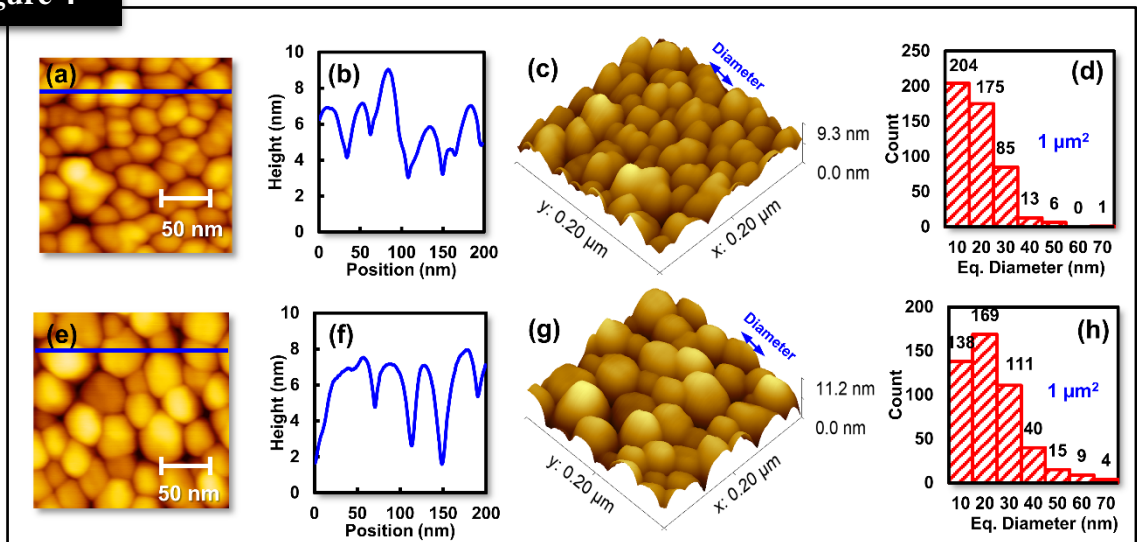 (a)
50 nm
(b)
Height (nm)
10
8
6
4
2
0
0 50 100 150 200
Position (nm)
(c)
Diameter
9.3 nm
0.0 nm
y: 0.20 µm
x: 0.20 µm
(d)
Count
250
200
150
100
50
0
204
175
85
13
6
0
1
1 µm²
10 20 30 40 50 60 70
Eq. Diameter (nm)
(e)
50 nm
(f)
Height (nm)
10
8
6
4
2
0
0 50 100 150 200
Position (nm)
(g)
Diameter
11.2 nm
0.0 nm
y: 0.20 µm
x: 0.20 µm
(h)
Count
200
150
100
50
0
138
169
111
40
15
9
4
1 µm²
10 20 30 40 50 60 70
Eq. Diameter (nm)